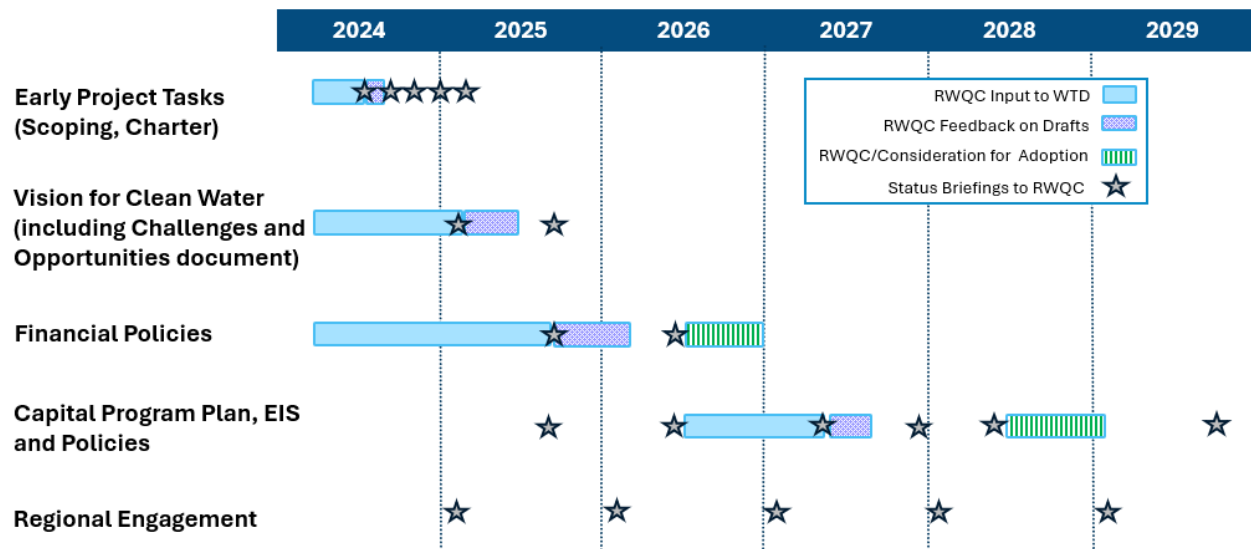 2024 2025 2026 2027 2028 2029
Early Project Tasks
(Scoping, Charter)
RWQC Input to WTD
RWQC Feedback on Drafts
RWQC/Consideration for Adoption
Status Briefings to RWQC
Vision for Clean Water
(including Challenges and
Opportunities document)
Financial Policies
Capital Program Plan, EIS
and Policies
Regional Engagement